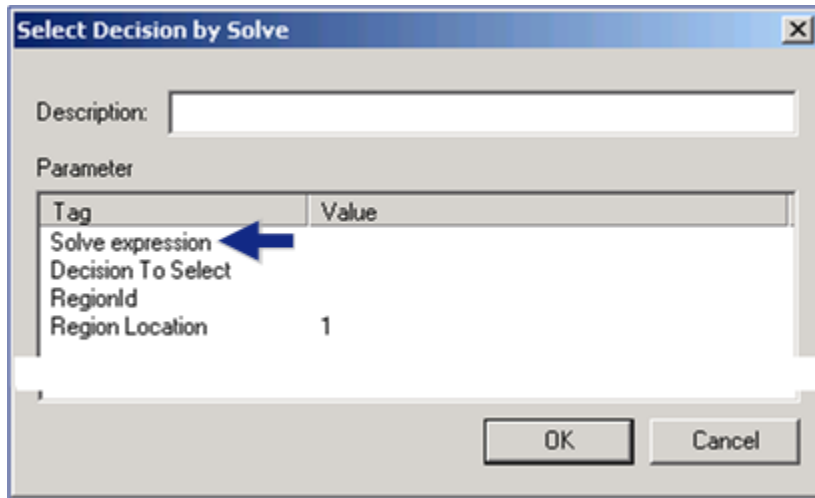 Select Decision by Solve
Description:
Parameter
Tag Value
Solve expression
Decision To Select
RegionId
Region Location 1
OK Cancel